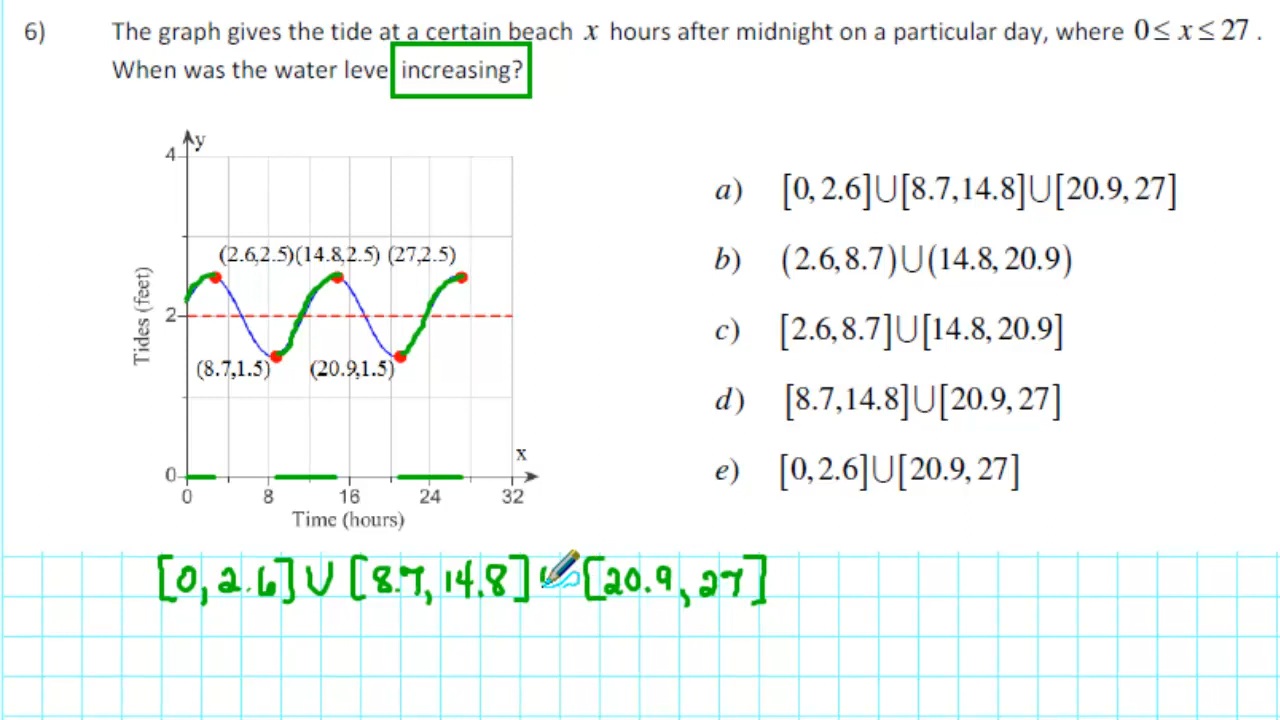 6) The graph gives the tide at a certain beach x hours after midnight on a particular day, where 0 ≤ x ≤ 27 .
When was the water leve increasing?
y
4
2
0
Tides (feet)
(2.6,2.5)(14.8,2.5) (27,2.5)
(8.7,1.5) (20.9,1.5)
x
0 8 16 24 32
Time (hours)
a) [0, 2.6]∪[8.7,14.8]∪[20.9, 27]
b) (2.6,8.7)∪(14.8, 20.9)
c) [2.6,8.7]∪[14.8, 20.9]
d) [8.7,14.8]∪[20.9, 27]
e) [0,2.6]∪[20.9, 27]
[0, 2.6] ∪ [8.7, 14.8] ∪ [20.9, 27]